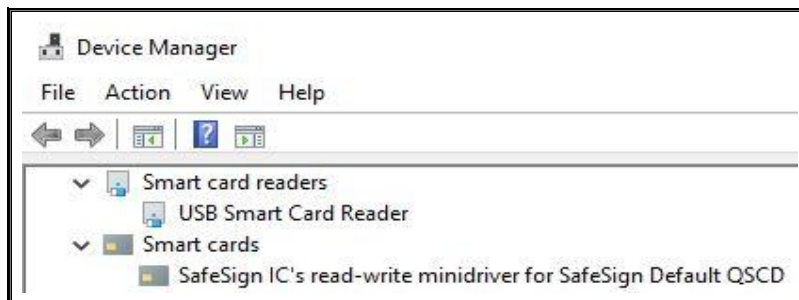 Device Manager
File Action View Help
?
Smart card readers
USB Smart Card Reader
Smart cards
SafeSign IC's read-write minidriver for SafeSign Default QSCD